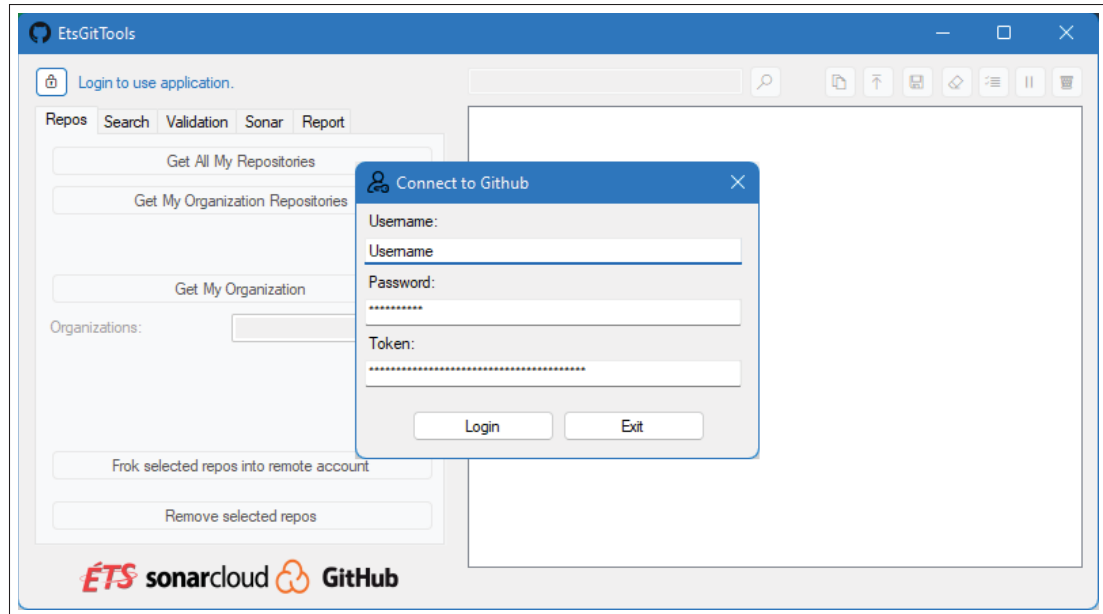 EtsGitTools
Login to use application.
Repos Search Validation Sonar Report
Get All My Repositories
Get My Organization Repositories
Get My Organization
Organizations:
Frok selected repos into remote account
Remove selected repos
ÉTS sonarcloud GitHub
Connect to Github
Username:
Username
Password:
**********
Token:
****************************************
Login Exit